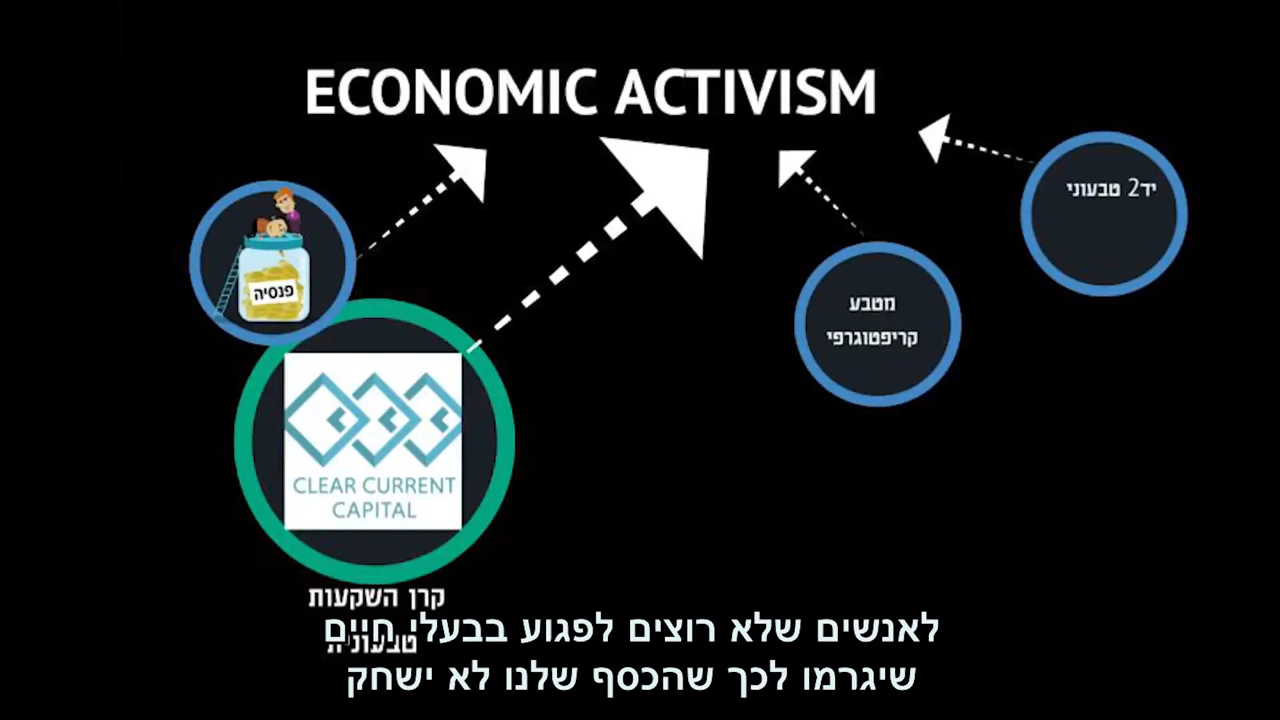 ECONOMIC ACTIVISM
יד2 טבעוני
פנסיה
מטבע
קריפטוגרפי
CLEAR CURRENT
CAPITAL
קרן השקעות
טבעונית
לאנשים שלא רוצים לפגוע בבעלי חיים
שיגרמו לכך שהכסף שלנו לא ישחק